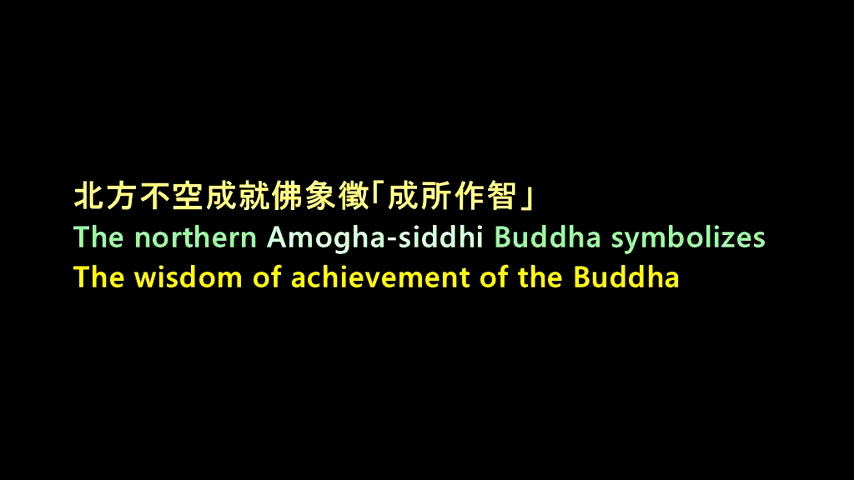 北方不空成就佛象徵「成所作智」
The northern Amogha-siddhi Buddha symbolizes
The wisdom of achievement of the Buddha